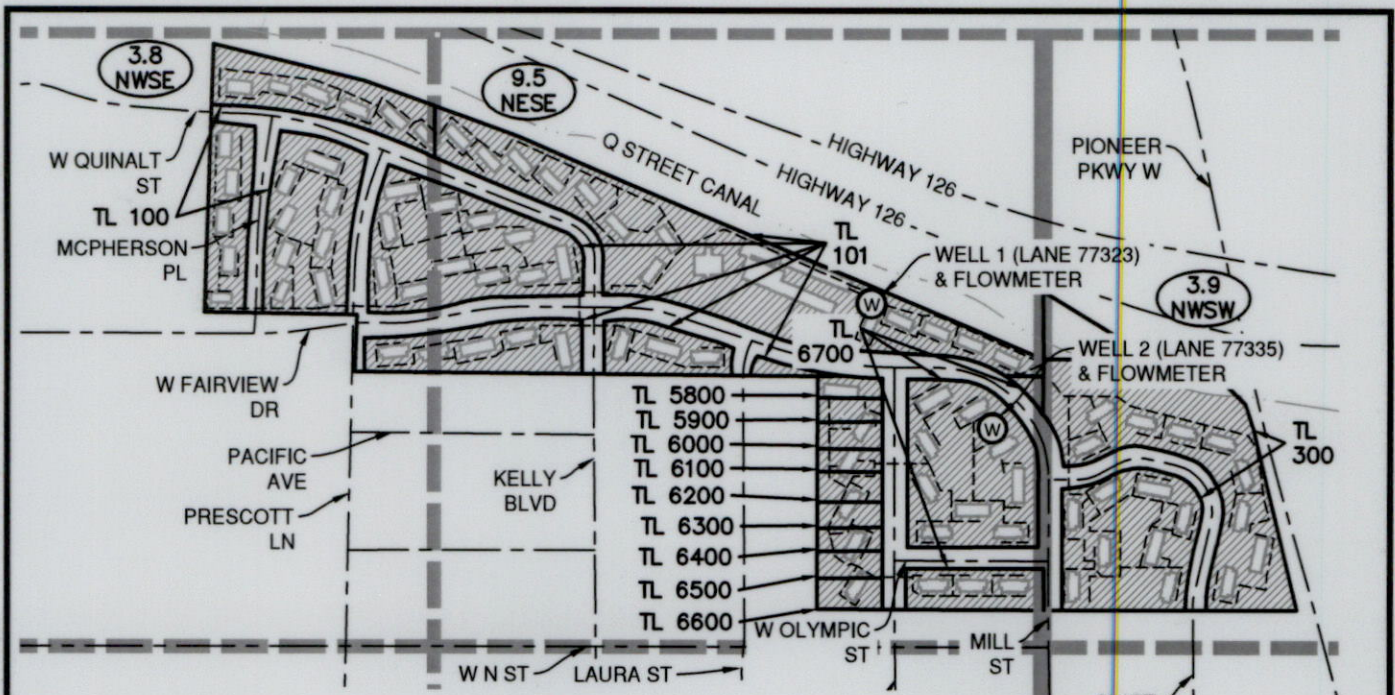 3.8
NWSE
9.5
NESE
HIGHWAY 126
HIGHWAY 126
Q STREET CANAL
PIONEER
PKWY W
W QUINALT
ST
TL 100
MCPHERSON
PL
TL
101
WELL 1 (LANE 77323)
& FLOWMETER
3.9
NWSW
W
TL
6700
WELL 2 (LANE 77335)
& FLOWMETER
W
W FAIRVIEW
DR
TL 5800
TL 5900
TL 6000
TL 6100
TL 6200
TL 6300
TL 6400
TL 6500
TL 6600
TL
300
PACIFIC
AVE
KELLY
BLVD
PRESCOTT
LN
W OLYMPIC
ST
MILL
ST
W N ST
LAURA ST